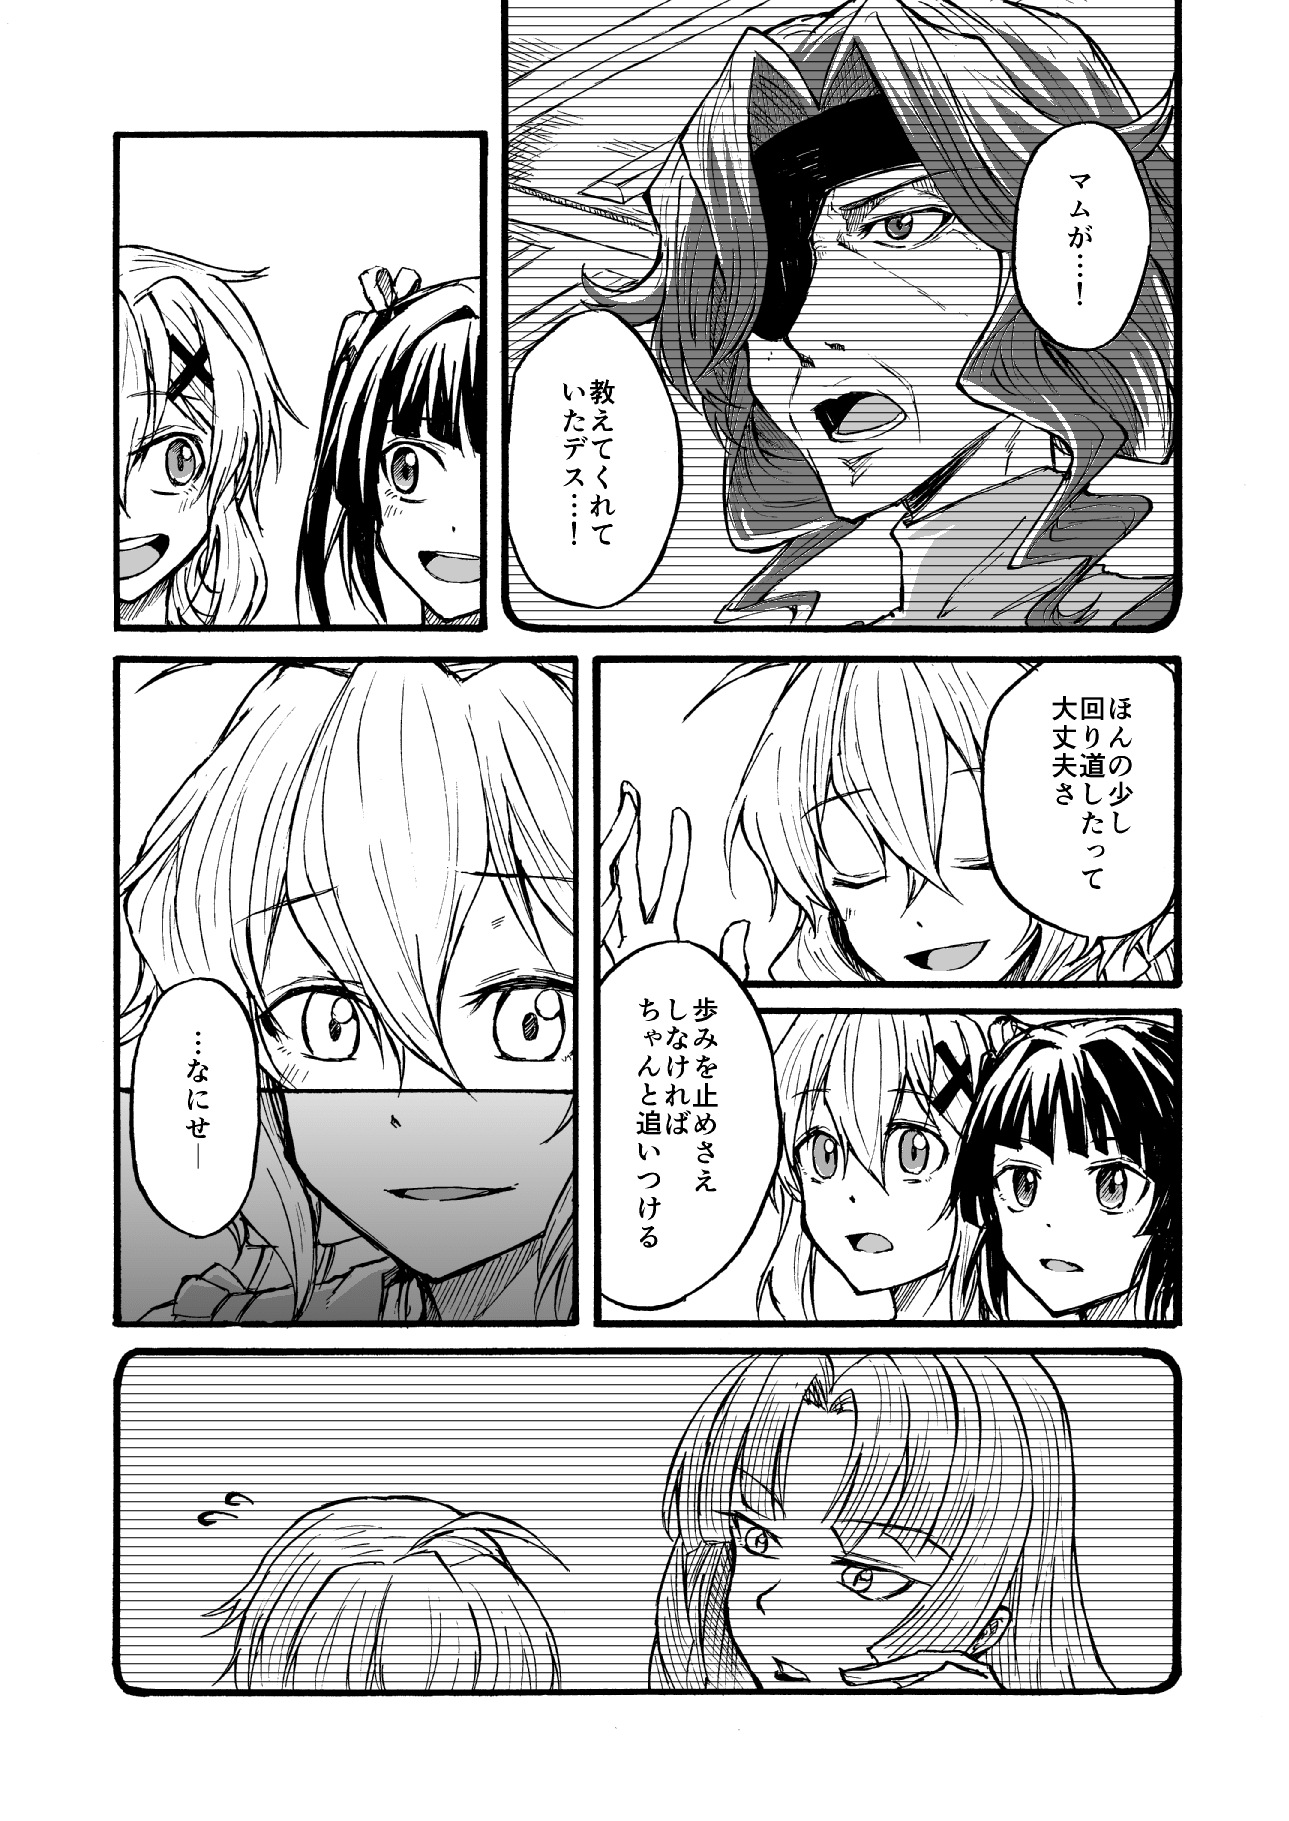 マムが…！
教えてくれて
いたデス…！
ほんの少し
回り道したって
大丈夫さ
歩みを止めさえ
しなければ
ちゃんと追いつける
…なにせ―